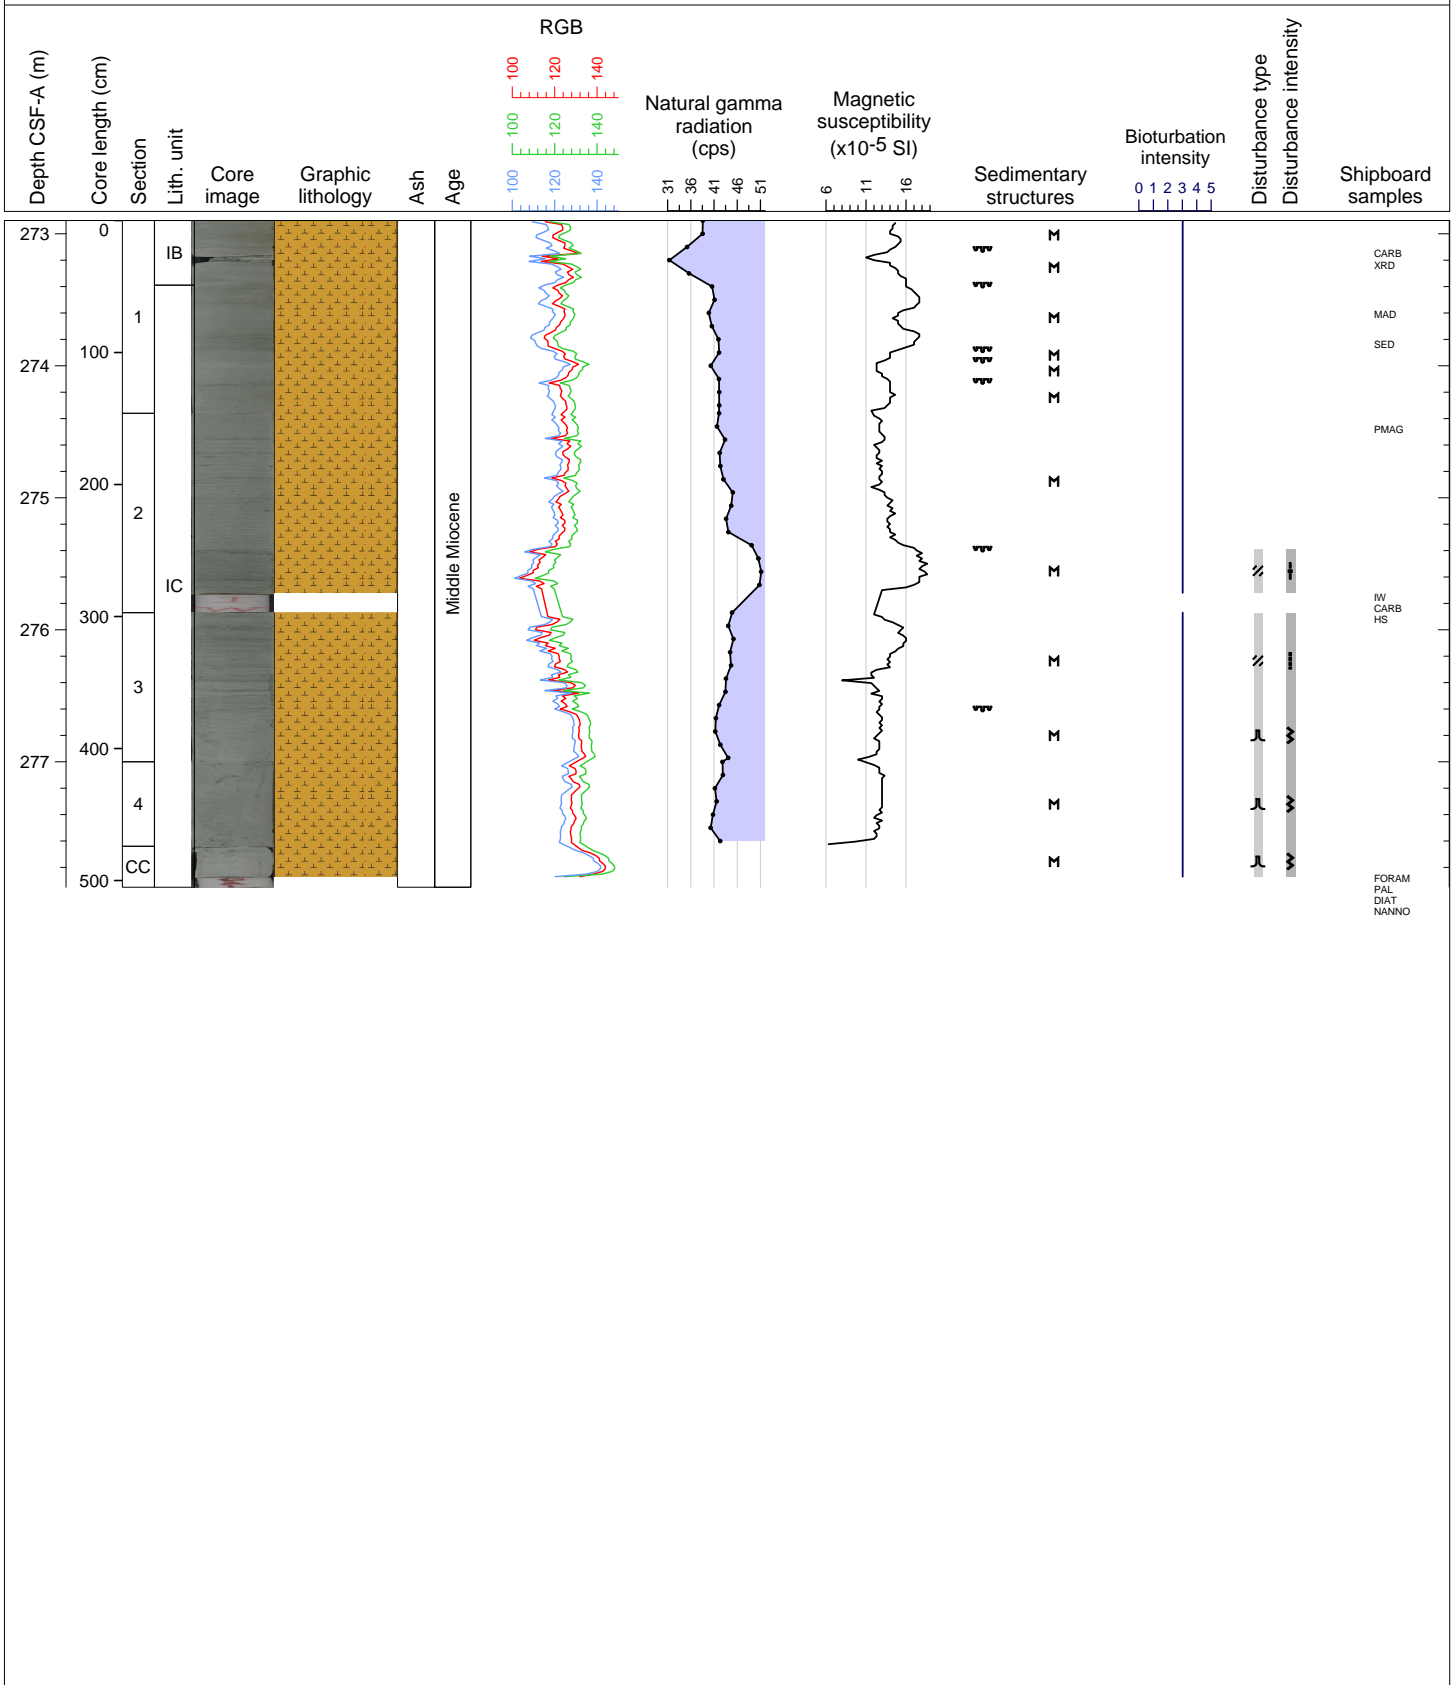 RGB
Depth CSF-A (m)
Core length (cm)
Section
Lith. unit
Core
image
Graphic
lithology
Ash
Age
100 120 140
100 120 140
100 120 140
Natural gamma
radiation
(cps)
31 36 41 46 51
Magnetic
susceptibility
(x10-5 SI)
6 11 16
Sedimentary
structures
Bioturbation
intensity
0 1 2 3 4 5
Disturbance type
Disturbance intensity
Shipboard
samples
273
274
275
276
277
0
100
200
300
400
500
1
2
3
4
CC
IB
IC
Middle Miocene
CARB
XRD
MAD
SED
PMAG
IW
CARB
HS
FORAM
PAL
DIAT
NANNO